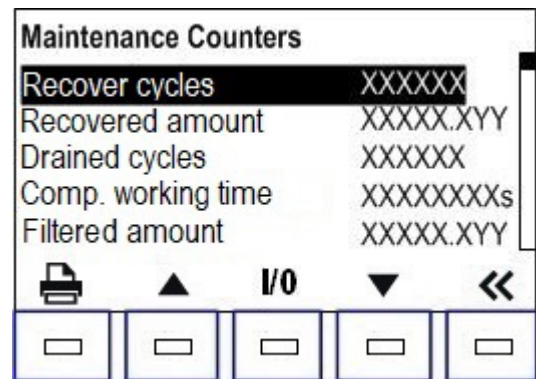 Maintenance Counters
Recover cycles XXXXXX
Recovered amount XXXXX.XYY
Drained cycles XXXXXX
Comp. working time XXXXXXXXs
Filtered amount XXXXX.XYY
I/0